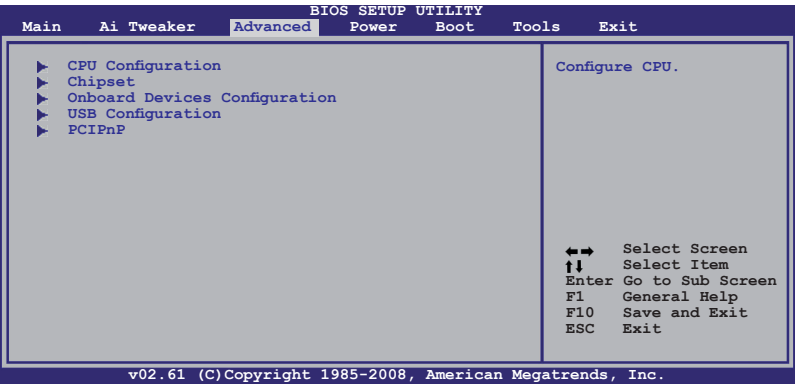 BIOS SETUP UTILITY
Main Ai Tweaker Advanced Power Boot Tools Exit
CPU Configuration
Chipset
Onboard Devices Configuration
USB Configuration
PCIPnP
Configure CPU.
←→ Select Screen
↑↓ Select Item
Enter Go to Sub Screen
F1 General Help
F10 Save and Exit
ESC Exit
v02.61 (C)Copyright 1985-2008, American Megatrends, Inc.